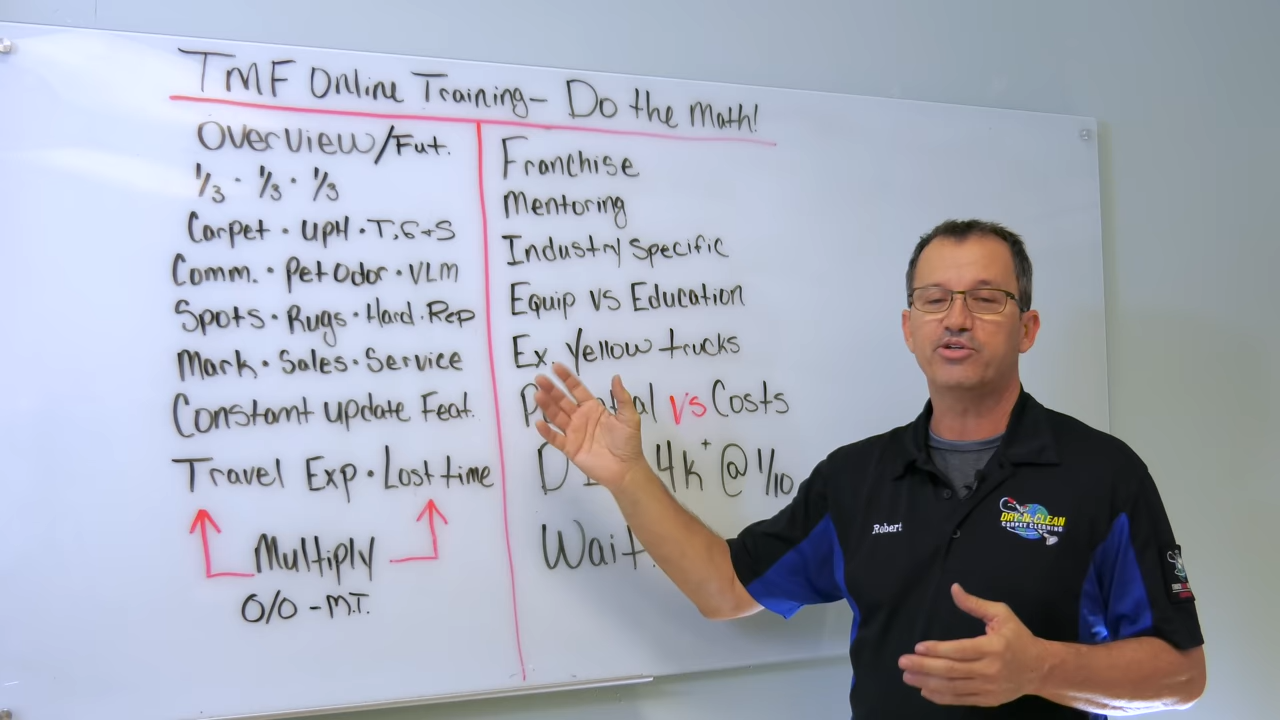 TMF Online Training- Do the Math!
Overview/Fut.
1/3 · 1/3 · 1/3
Carpet · UpH · T,G+S
Comm. · Pet Odor · VLM
Spots · Rugs · Hard · Rep
Mark · Sales · Service
Constant update Feat.
Travel Exp · Lost time
Multiply
O/O - M.T.
Franchise
Mentoring
Industry Specific
Equip vs Education
Ex. Yellow trucks
vs Costs
4k+ @ 1/10
Wait
Robert
DRY-N-CLEAN
CARPET CLEANING